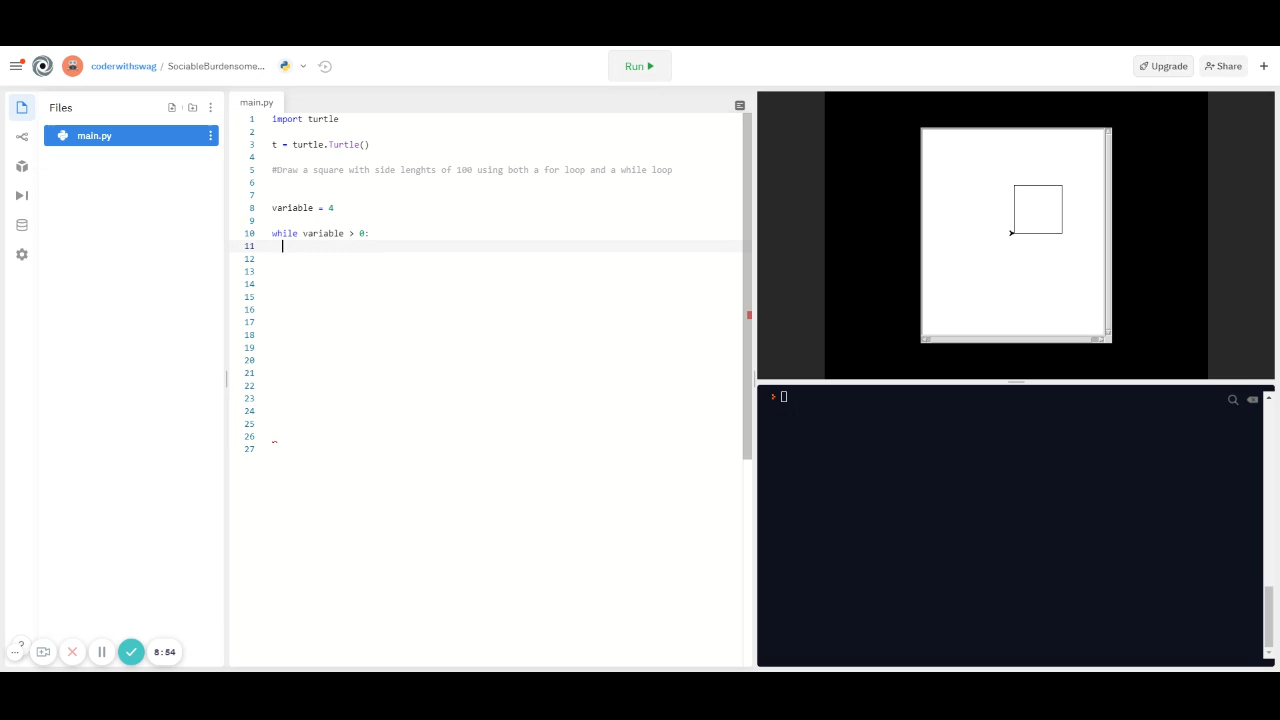 coderwithswag / SociableBurdensome...
Run
Upgrade
Share
Files
main.py
main.py
1 import turtle
2
3 t = turtle.Turtle()
4
5 #Draw a square with side lenghts of 100 using both a for loop and a while loop
6
7
8 variable = 4
9
10 while variable > 0:
11
12
13
14
15
16
17
18
19
20
21
22
23
24
25
26
27
8:54